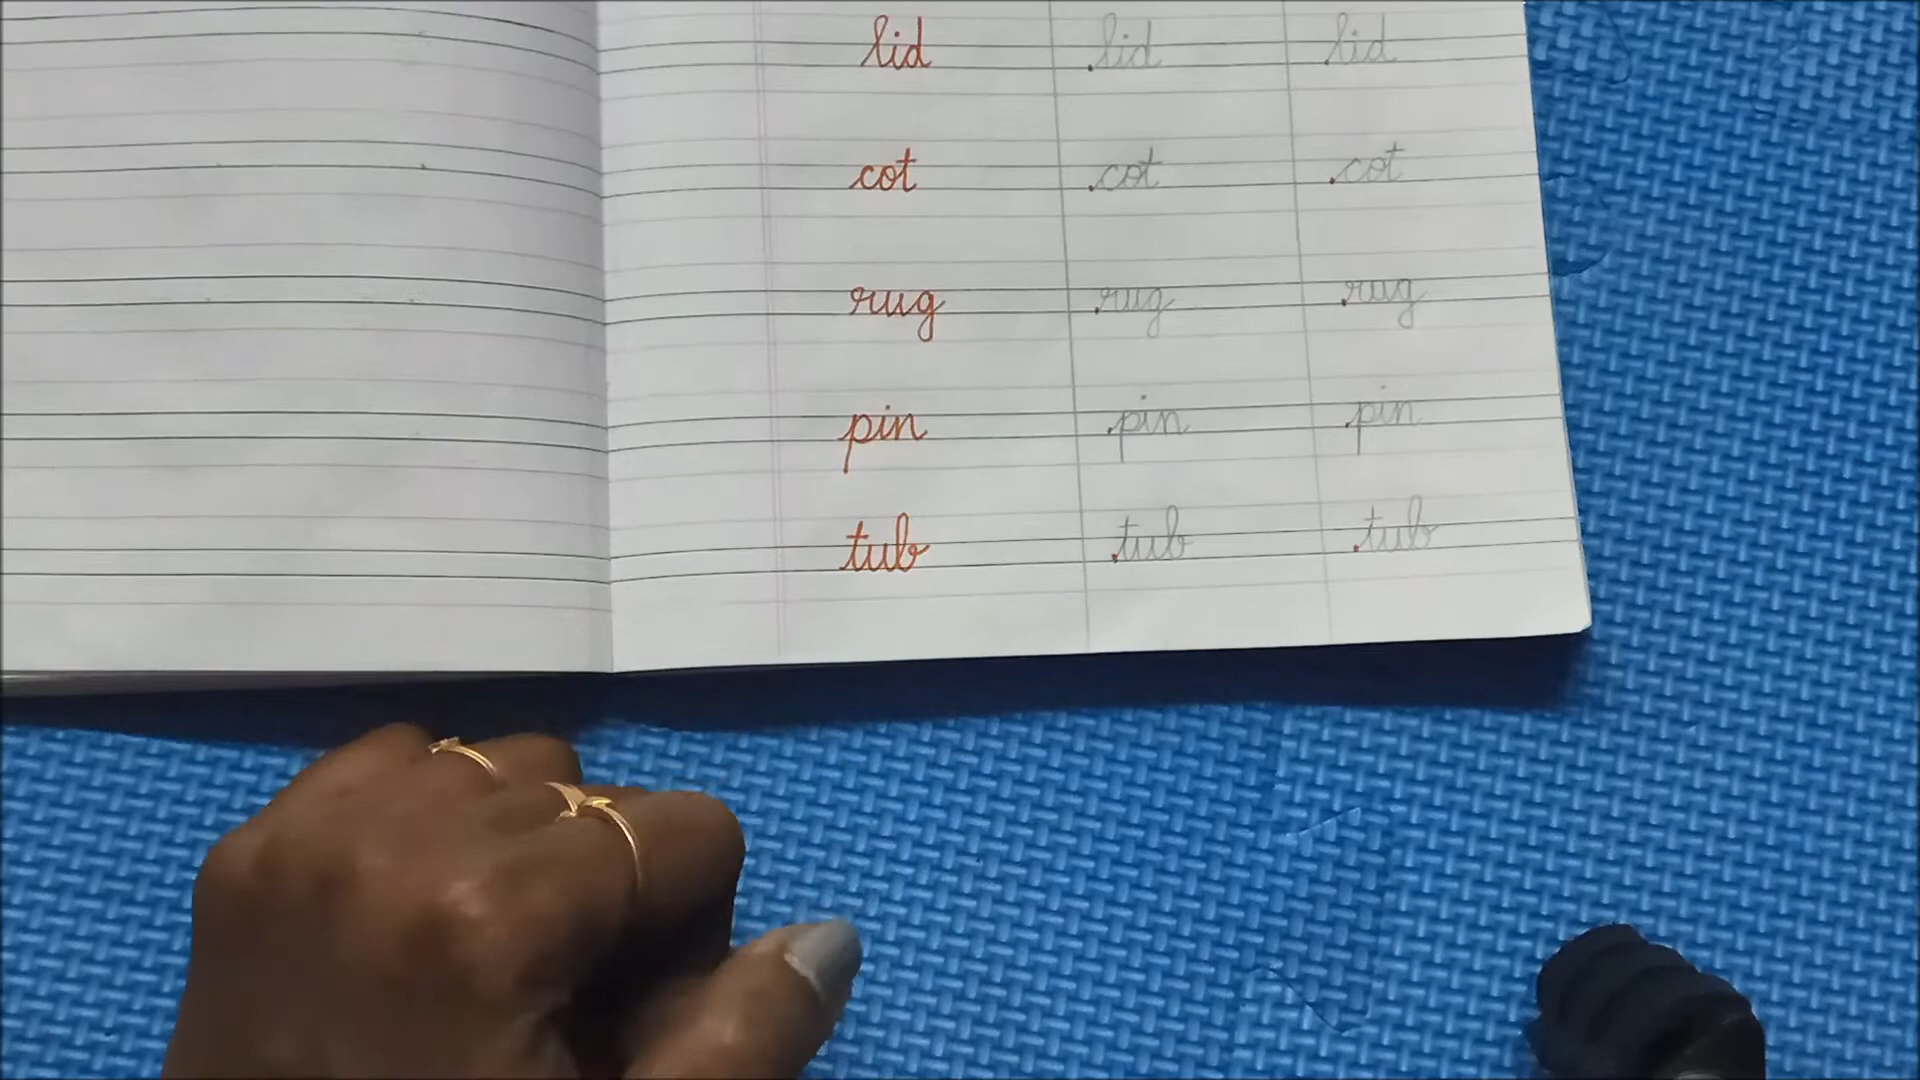 lid lid lid
cot cot cot
rug rug rug
pin pin pin
tub tub tub